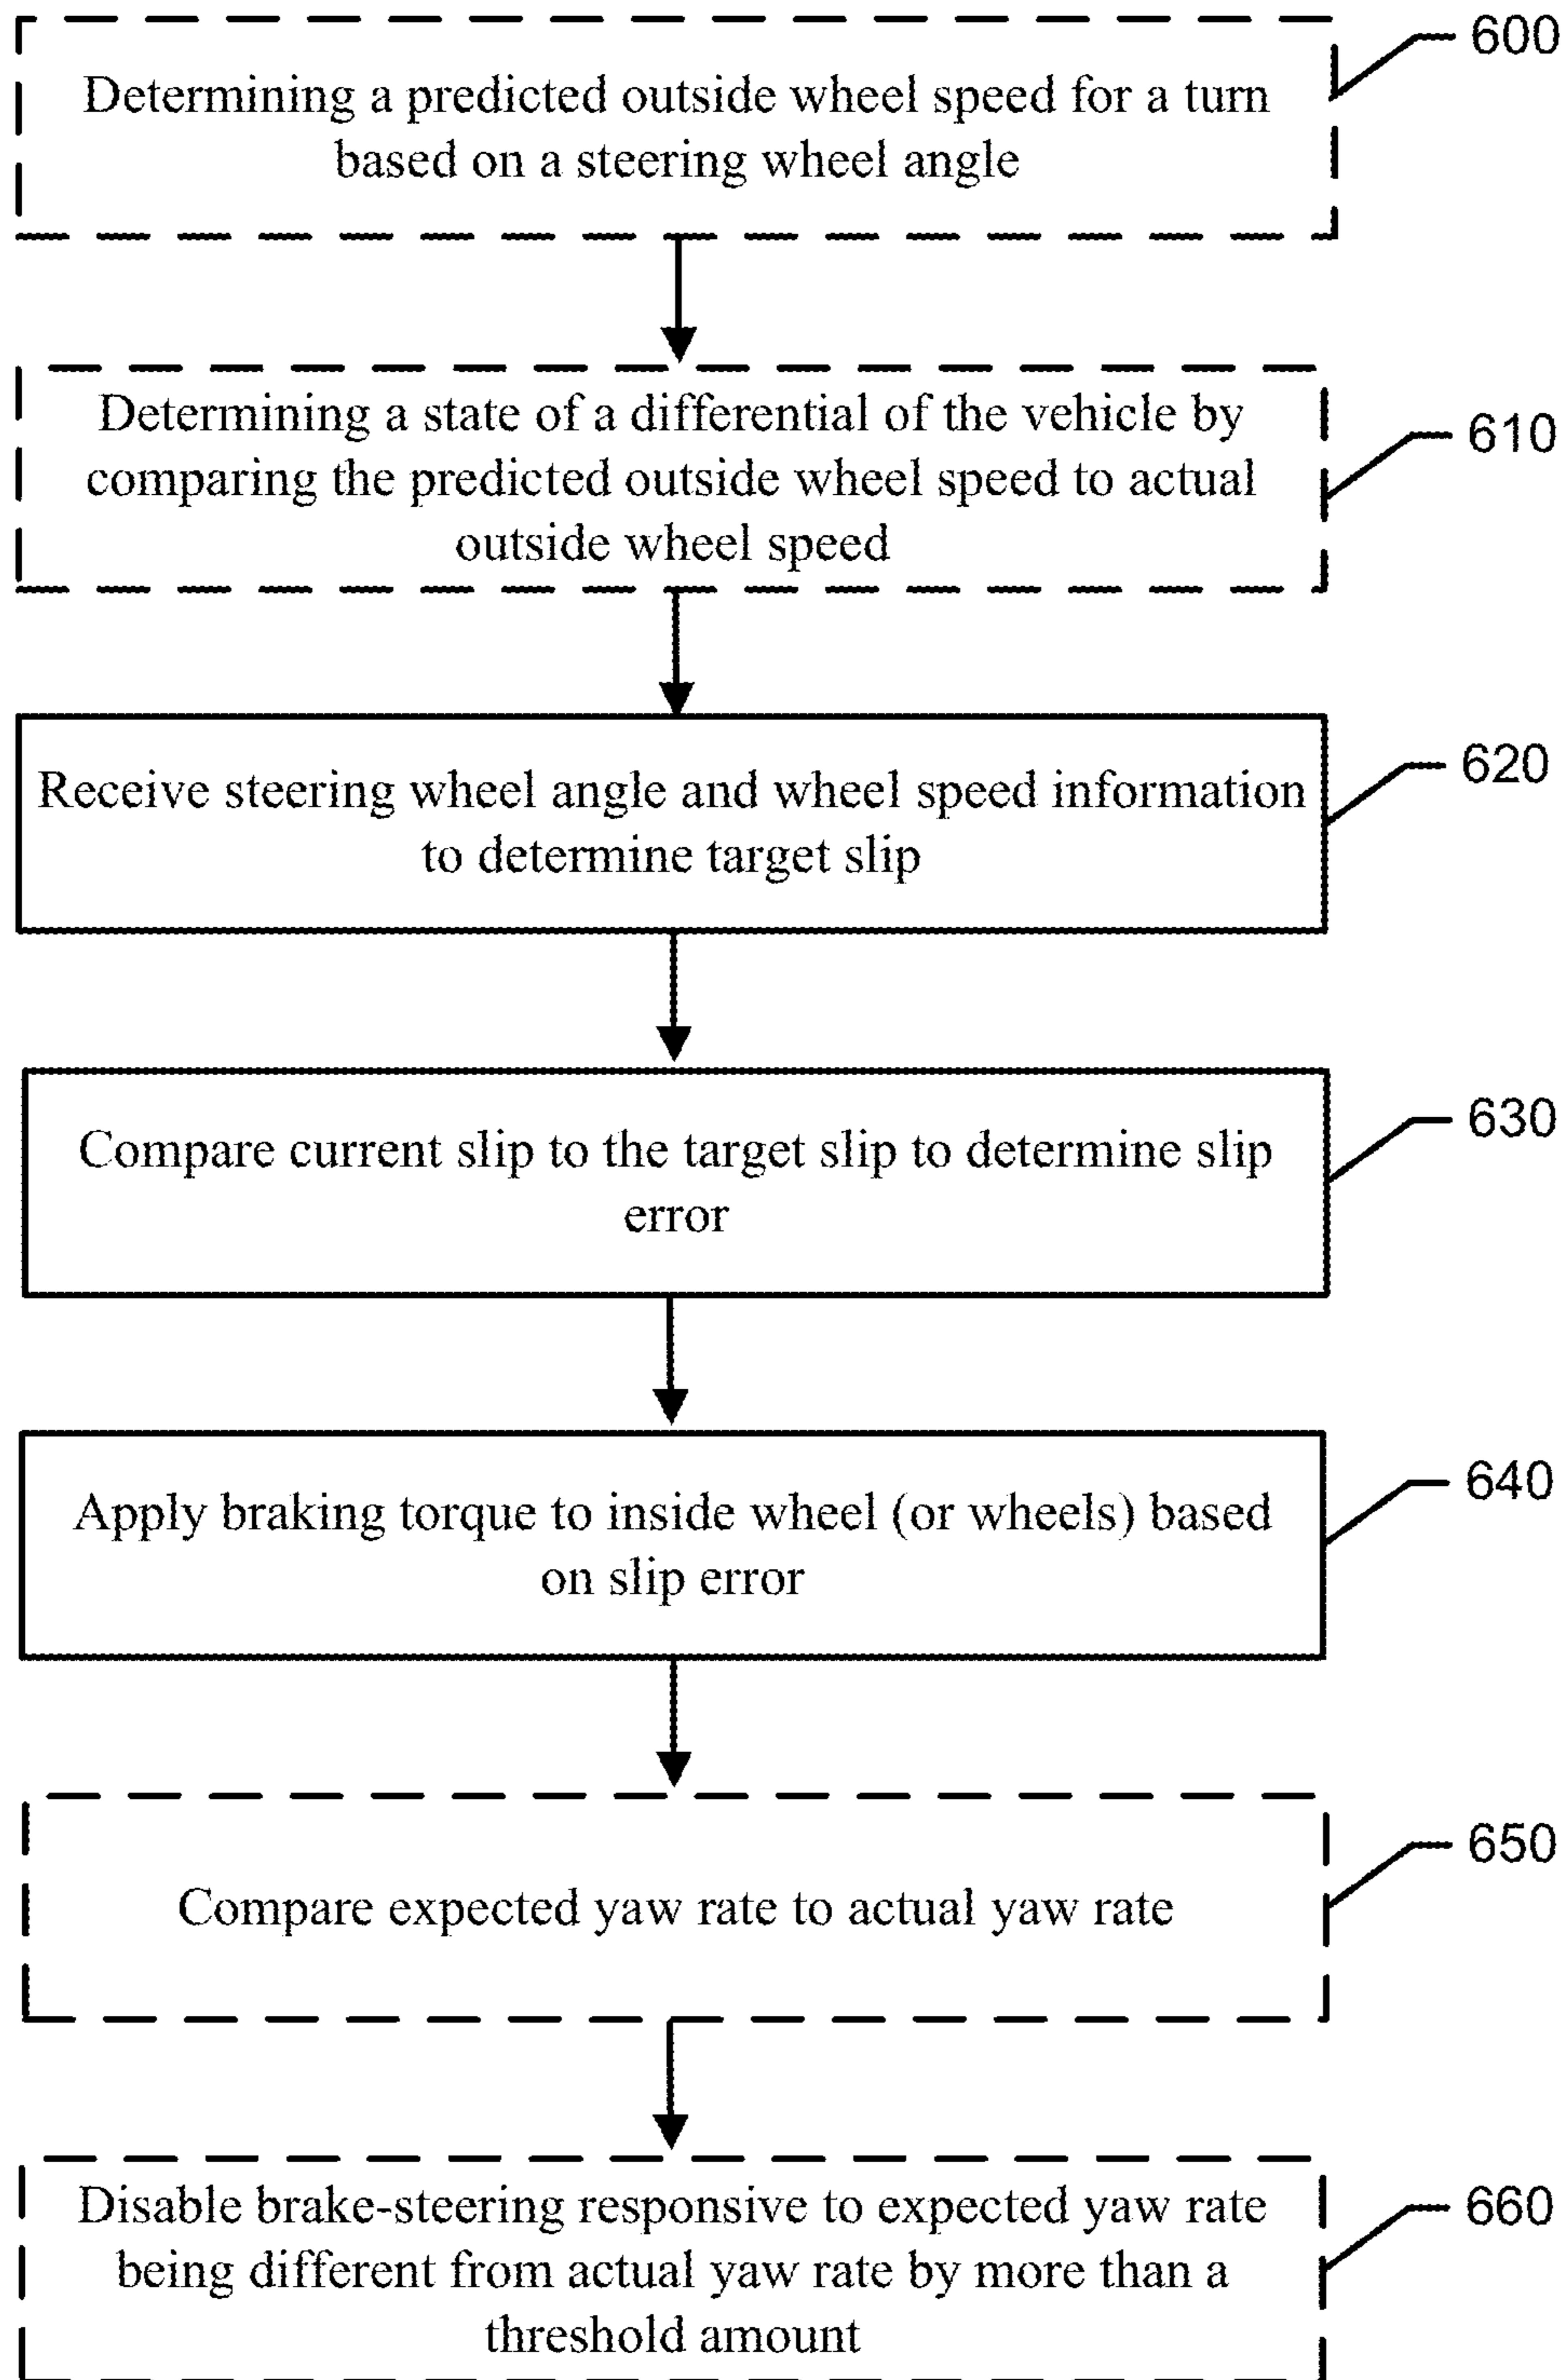 600
Determining a predicted outside wheel speed for a turn
based on a steering wheel angle
Determining a state of a differential of the vehicle by
comparing the predicted outside wheel speed to actual
outside wheel speed
610
Receive steering wheel angle and wheel speed information
to determine target slip
620
Compare current slip to the target slip to determine slip
error
630
Apply braking torque to inside wheel (or wheels) based
on slip error
640
Compare expected yaw rate to actual yaw rate
650
Disable brake-steering responsive to expected yaw rate
being different from actual yaw rate by more than a
threshold amount
660